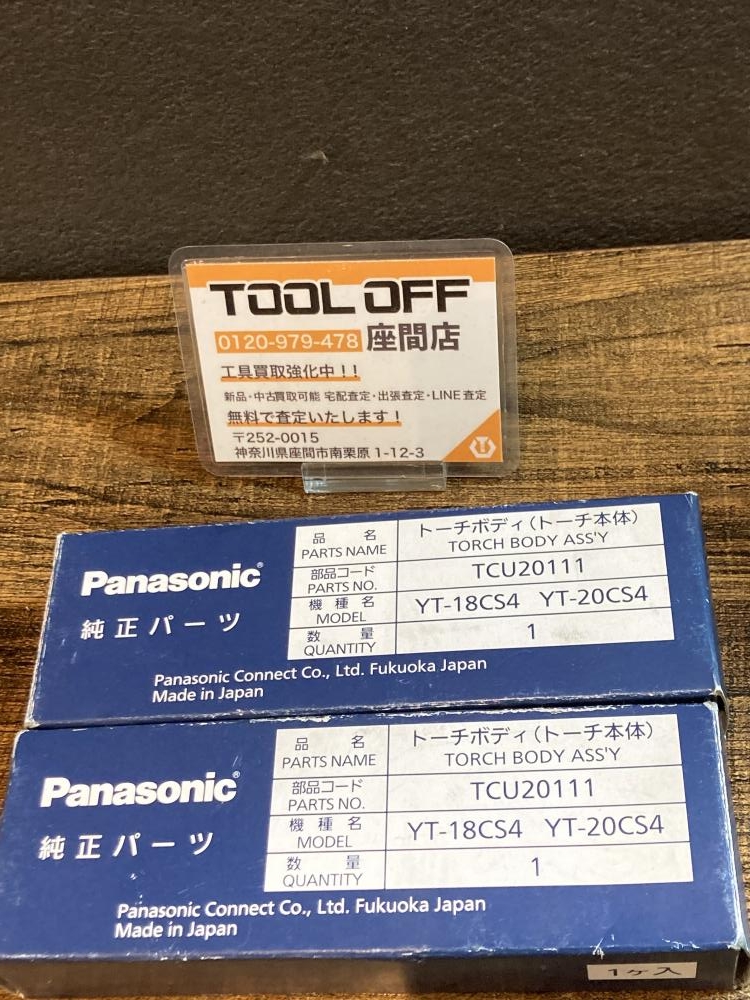 TOOL OFF
0120-979-478 座間店
工具買取強化中！！
新品・中古買取可能 宅配査定・出張査定・LINE査定
無料で査定いたします！
〒252-0015
神奈川県座間市南栗原 1-12-3
Panasonic®
純正パーツ
品名 トーチボディ(トーチ本体)
PARTS NAME TORCH BODY ASS'Y
部品コード TCU20111
PARTS NO.
機種名 YT-18CS4 YT-20CS4
MODEL
数量 1
QUANTITY
Panasonic Connect Co., Ltd. Fukuoka Japan
Made in Japan
Panasonic®
純正パーツ
品名 トーチボディ(トーチ本体)
PARTS NAME TORCH BODY ASS'Y
部品コード TCU20111
PARTS NO.
機種名 YT-18CS4 YT-20CS4
MODEL
数量 1
QUANTITY
Panasonic Connect Co., Ltd. Fukuoka Japan
Made in Japan
1ヶ入